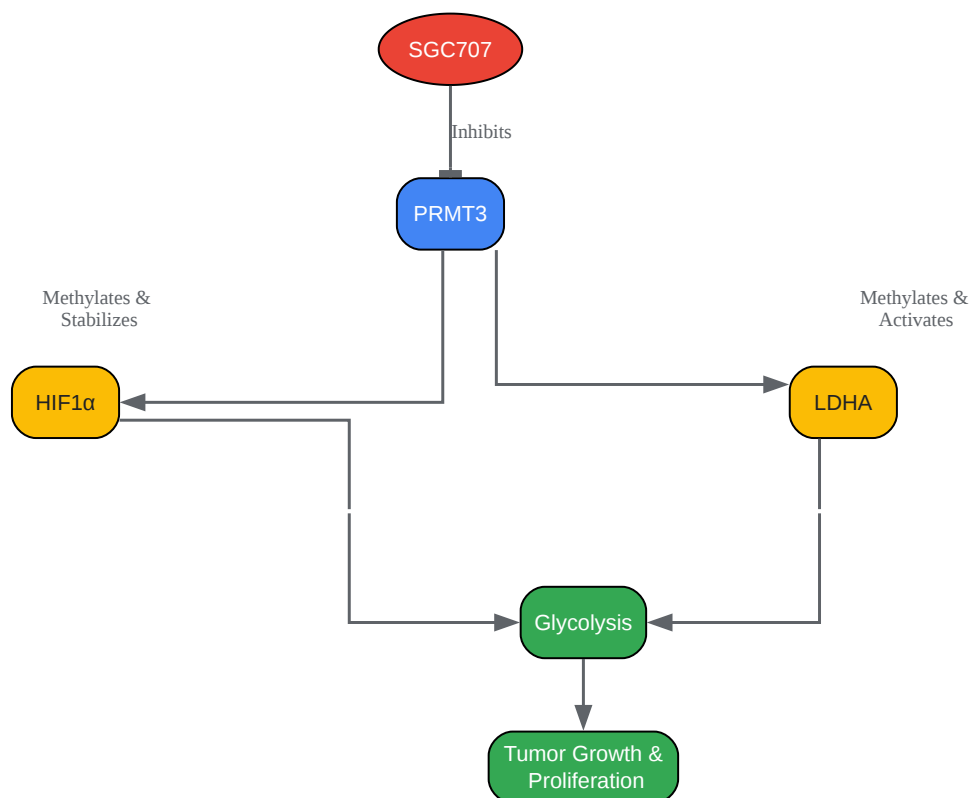 SGC707
Inhibits
PRMT3
Methylates &
Stabilizes
Methylates &
Activates
HIF1α
LDHA
Glycolysis
Tumor Growth &
Proliferation